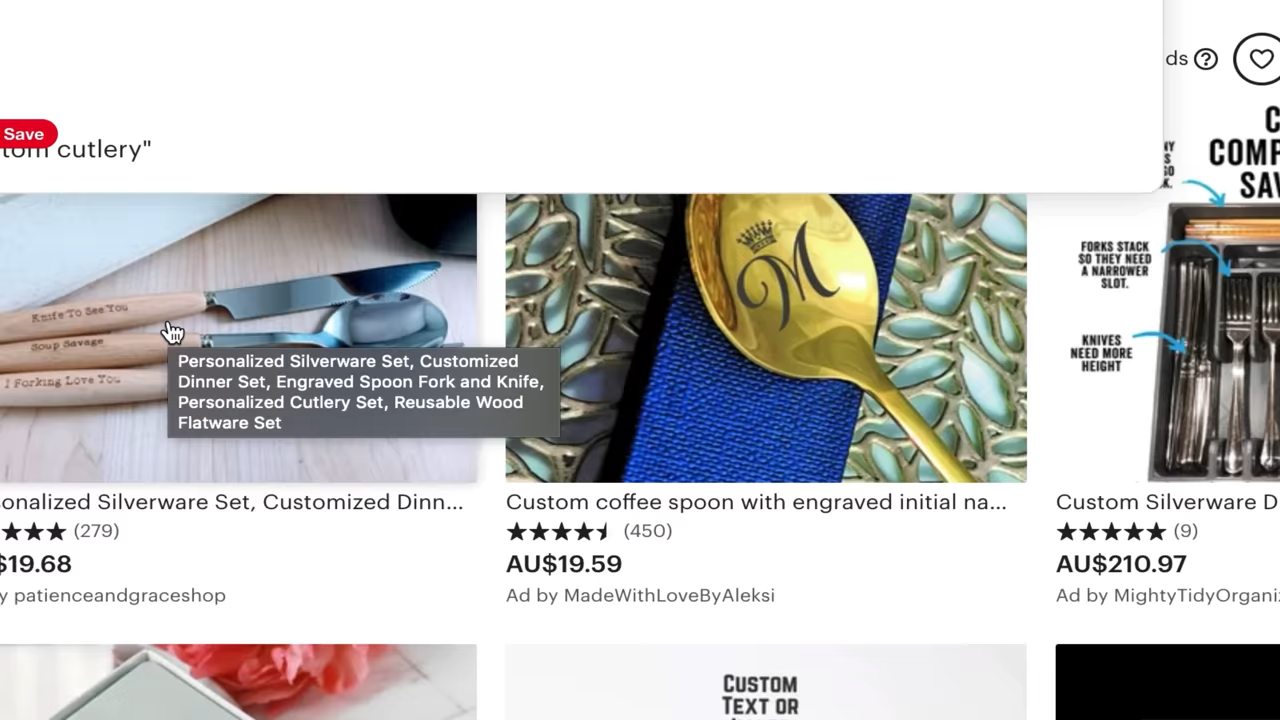 ds
Save
cutlery"
COMP
SAV
K.
FORKS STACK
SO THEY NEED
A NARROWER
SLOT.
KNIVES
NEED MORE
HEIGHT
Knife To See You
Soup Savage
I Forking Love You
M
Personalized Silverware Set, Customized
Dinner Set, Engraved Spoon Fork and Knife,
Personalized Cutlery Set, Reusable Wood
Flatware Set
onalized Silverware Set, Customized Dinn...
(279)
$19.68
y patienceandgraceshop
Custom coffee spoon with engraved initial na...
(450)
AU$19.59
Ad by MadeWithLoveByAleksi
Custom Silverware D
(9)
AU$210.97
Ad by MightyTidyOrganiz
CUSTOM
TEXT OR